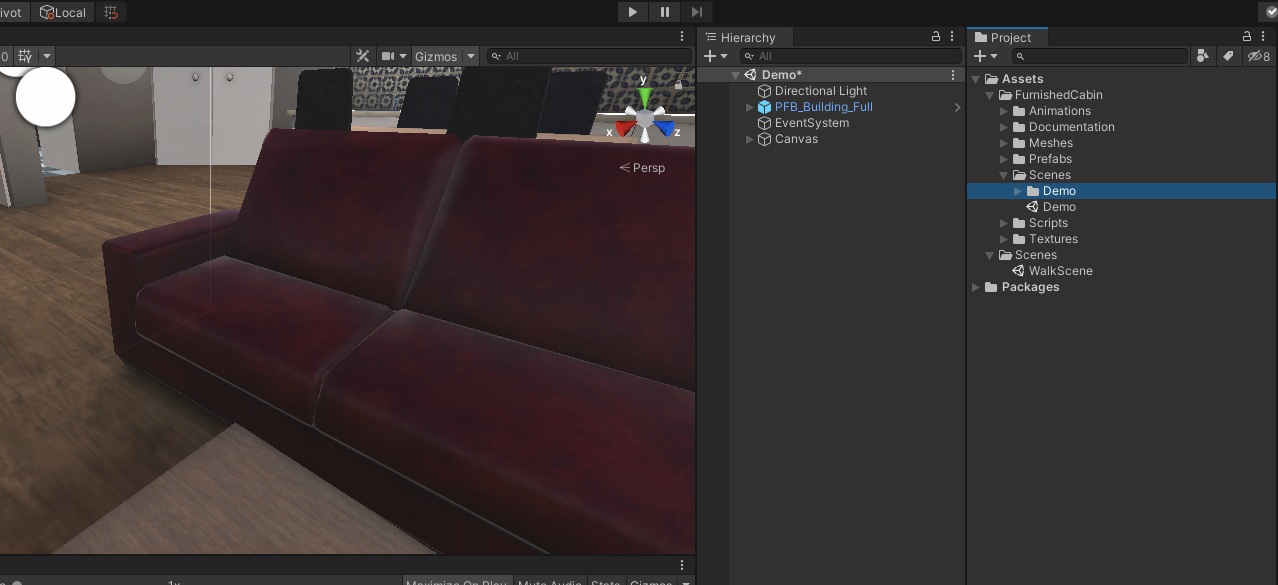 ivot Local
0 Gizmos All
y
x z
Persp
1x Maximize On Play Mute Audio Stats Gizmos
Hierarchy
All
Demo*
Directional Light
PFB_Building_Full
EventSystem
Canvas
Project
8
Assets
FurnishedCabin
Animations
Documentation
Meshes
Prefabs
Scenes
Demo
Demo
Scripts
Textures
Scenes
WalkScene
Packages